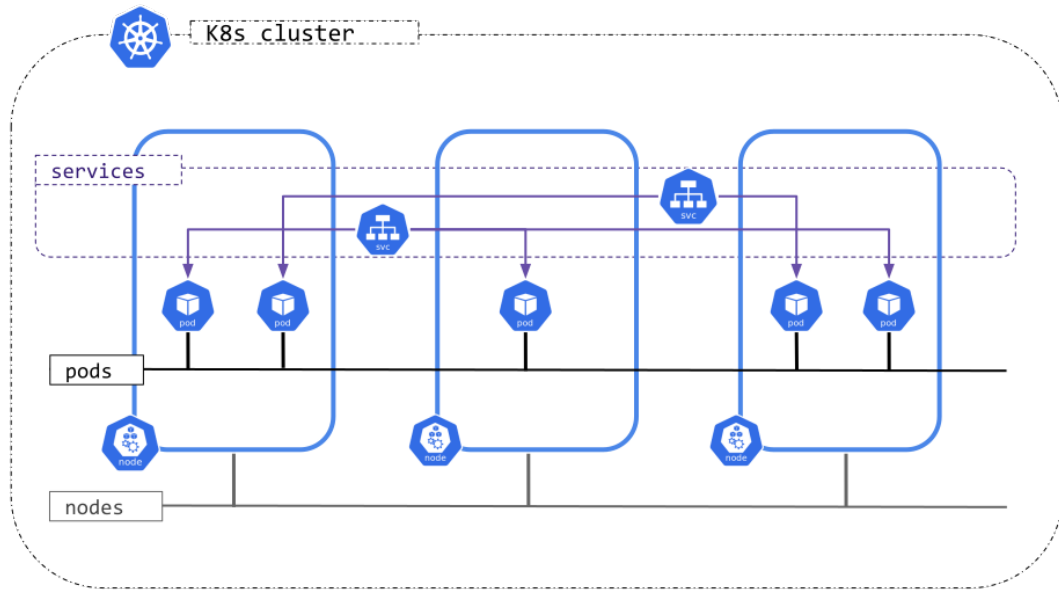 K8s cluster
services
svc
svc
pod
pod
pod
pod
pod
pods
node
node
node
nodes